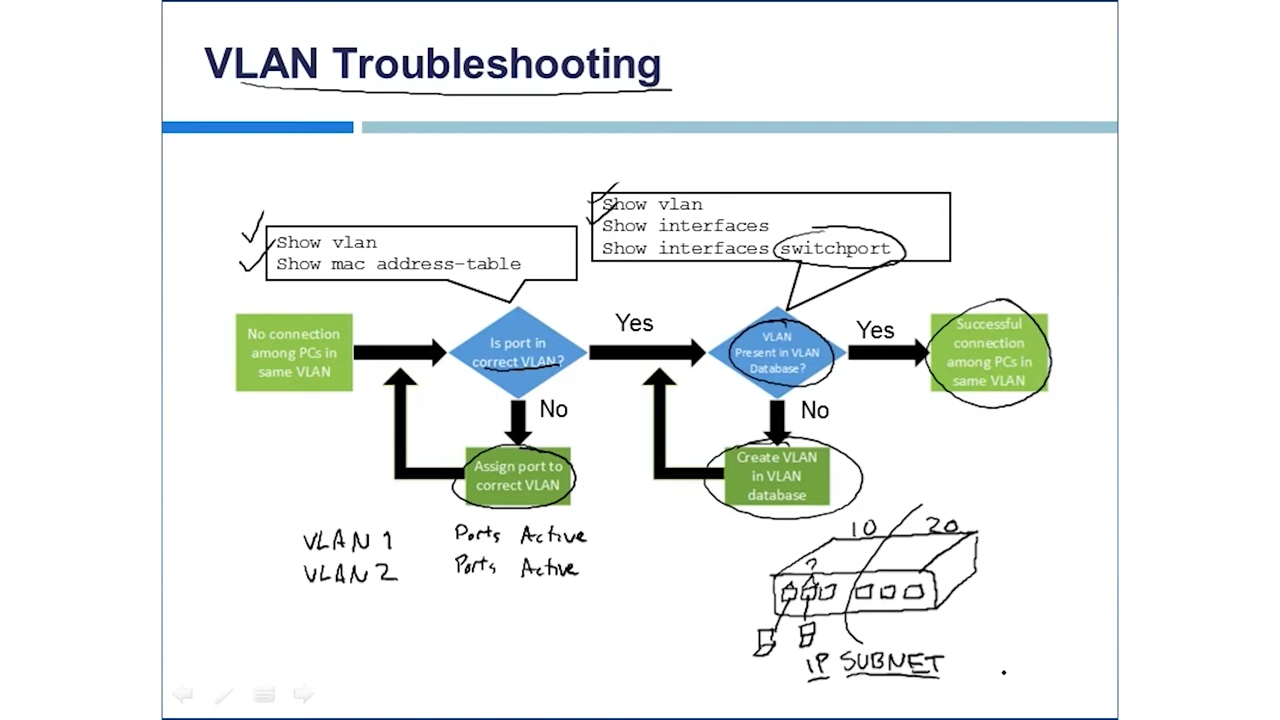 VLAN Troubleshooting
Show vlan
Show mac address-table
Show vlan
Show interfaces
Show interfaces switchport
No connection
among PCs in
same VLAN
Is port in
correct VLAN?
Yes
VLAN
Present in VLAN
Database?
Yes
Successful
connection
among PCs in
same VLAN
No
No
Assign port to
correct VLAN
Create VLAN
in VLAN
database
VLAN 1 Ports Active
VLAN 2 Ports Active
10 20
?
IP SUBNET